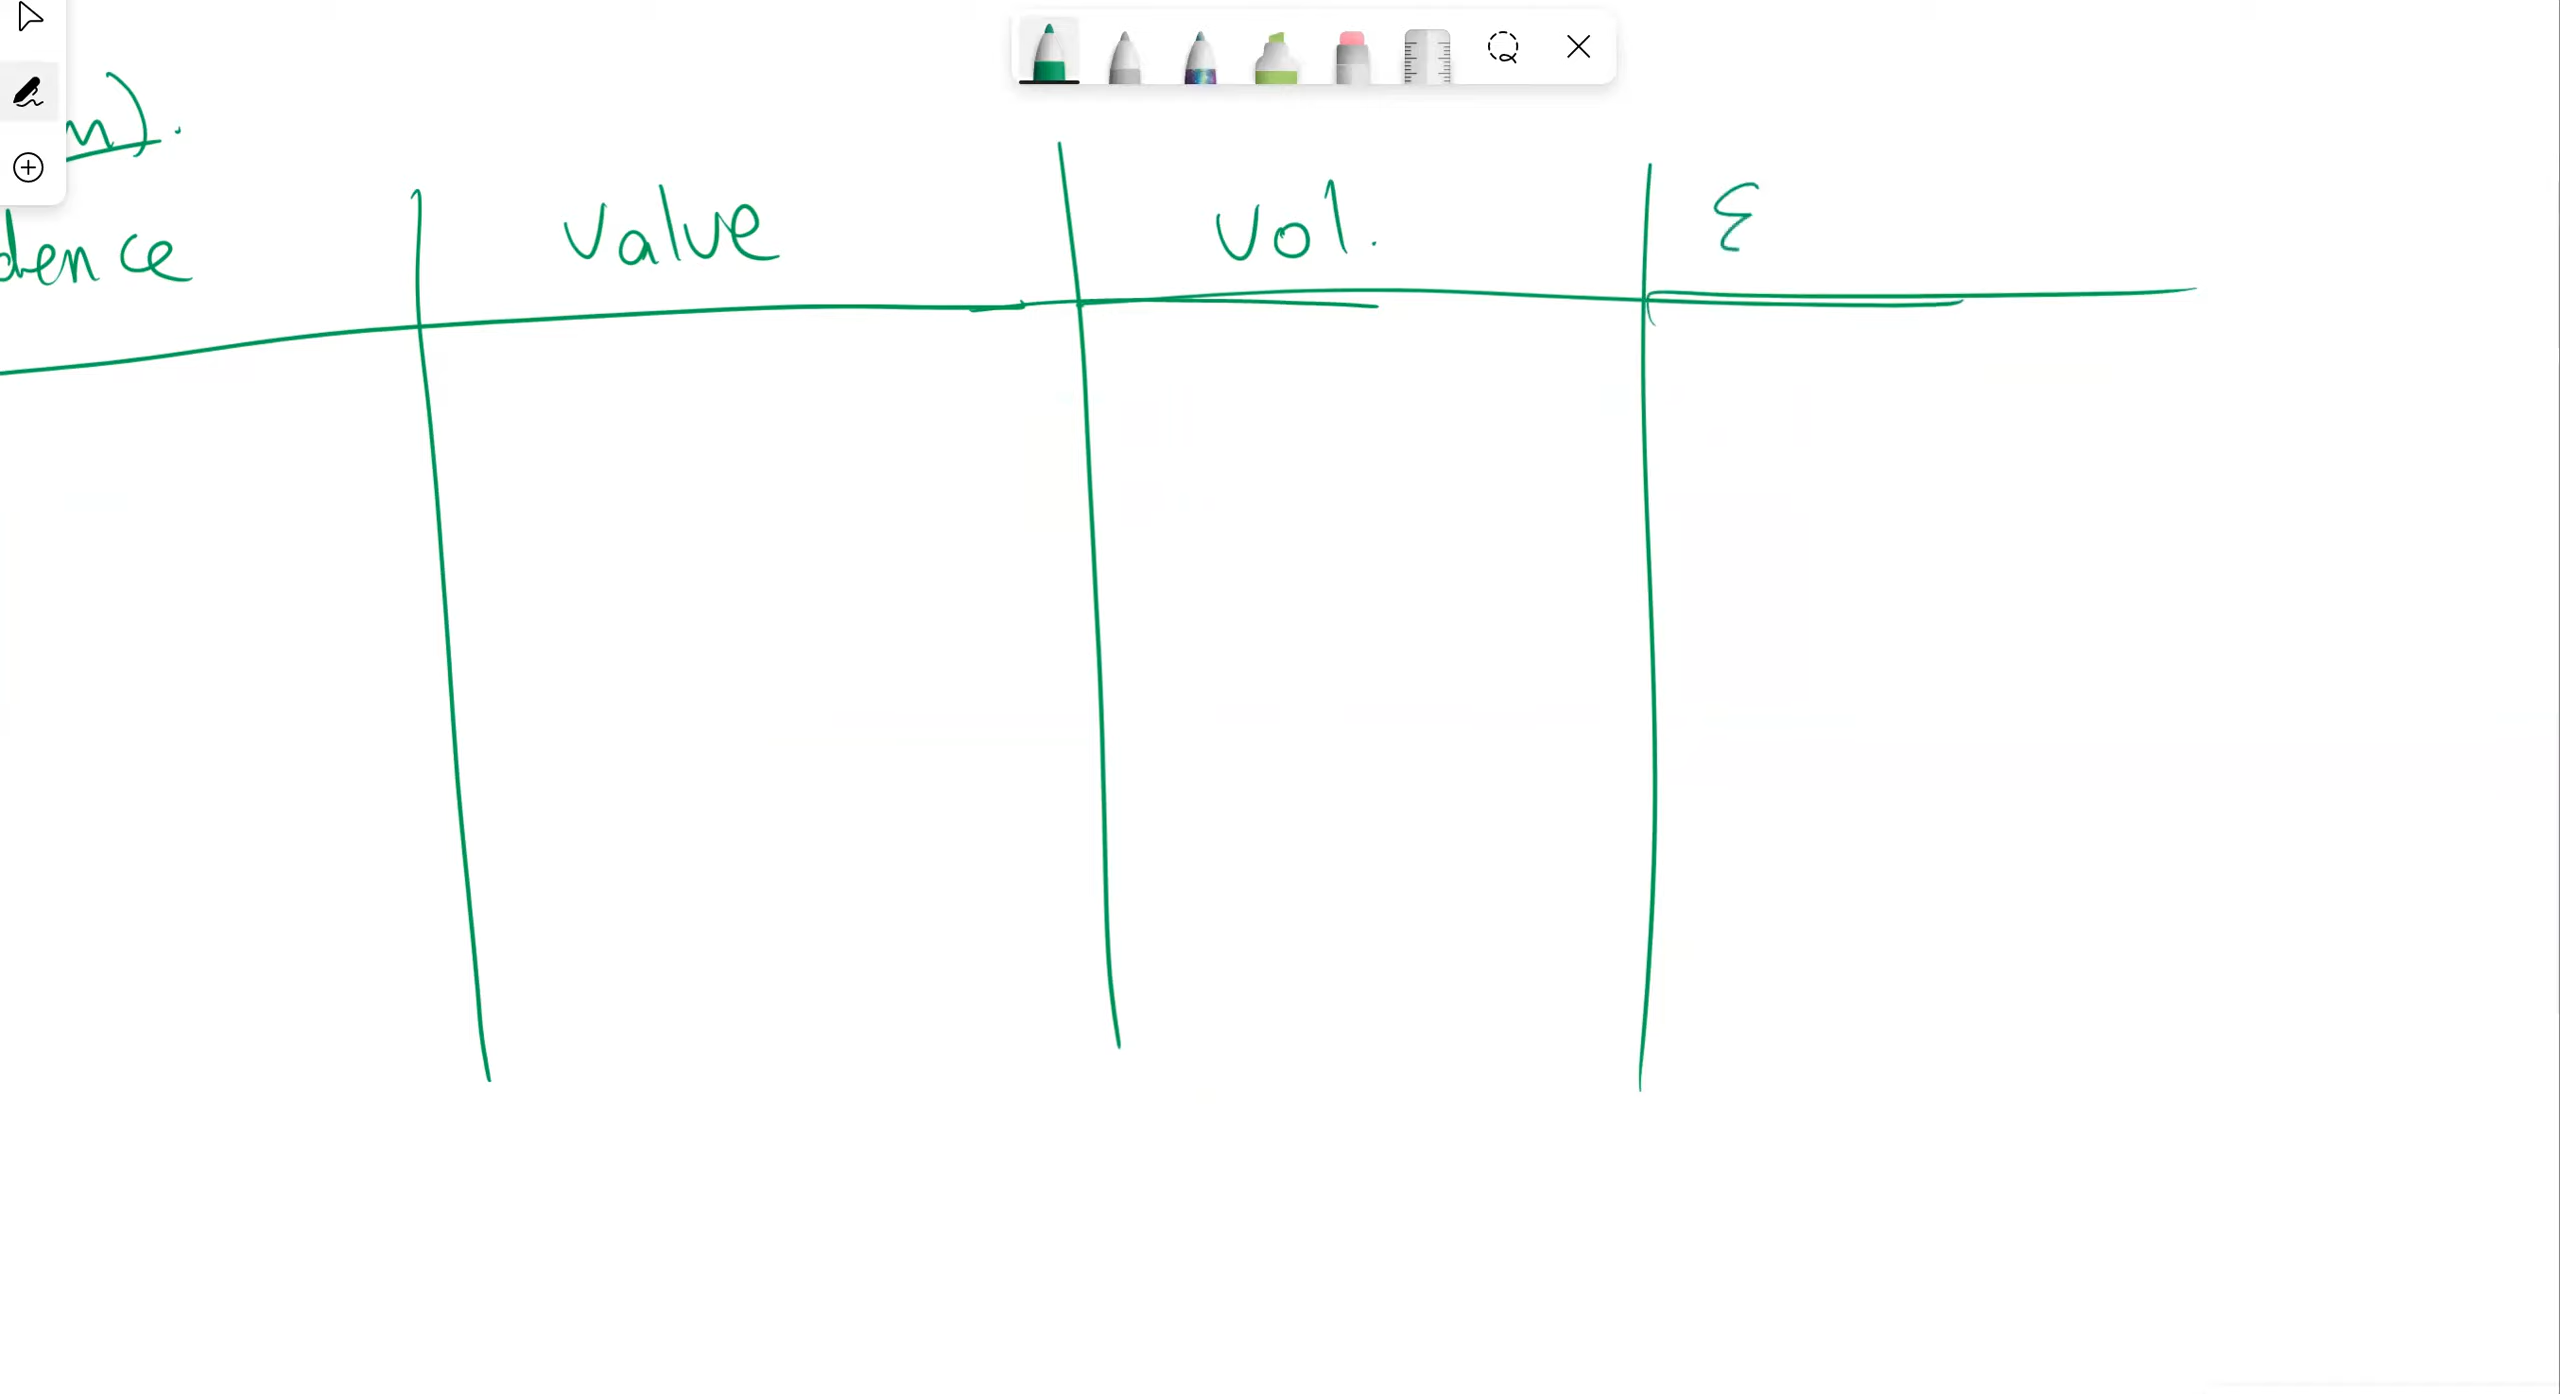 m).
dence value vol. ξ